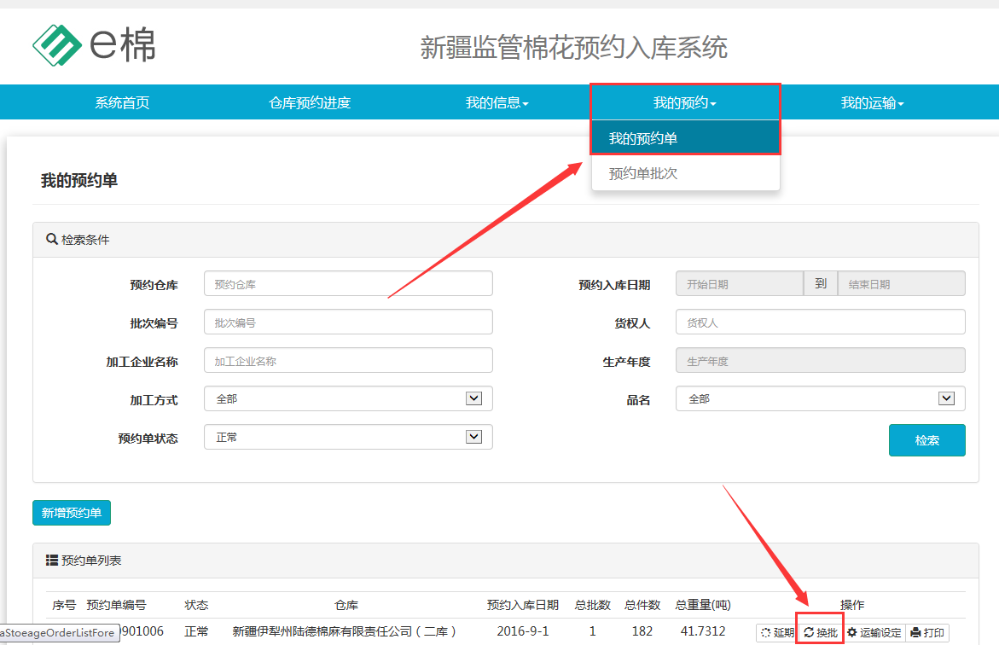 e棉
新疆监管棉花预约入库系统
系统首页 仓库预约进度 我的信息 我的预约 我的运输
我的预约单
预约单批次
我的预约单
检索条件
预约仓库 预约仓库 预约入库日期 开始日期 到 结束日期
批次编号 批次编号 货权人 货权人
加工企业名称 加工企业名称 生产年度 生产年度
加工方式 全部 品名 全部
预约单状态 正常
检索
新增预约单
预约单列表
序号 预约单编号 状态 仓库 预约入库日期 总批数 总件数 总重量(吨) 操作
aStoeageOrderListFore 901006 正常 新疆伊犁州陆德棉麻有限责任公司（二库） 2016-9-1 1 182 41.7312 延期 换批 运输设定 打印